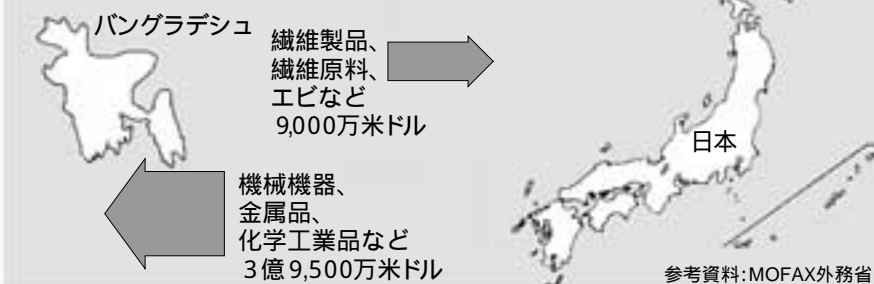 バングラデシュ
繊維製品、
繊維原料、
エビなど
9,000万米ドル
日本
機械機器、
金属品、
化学工業品など
3億9,500万米ドル
参考資料:MOFAX外務省